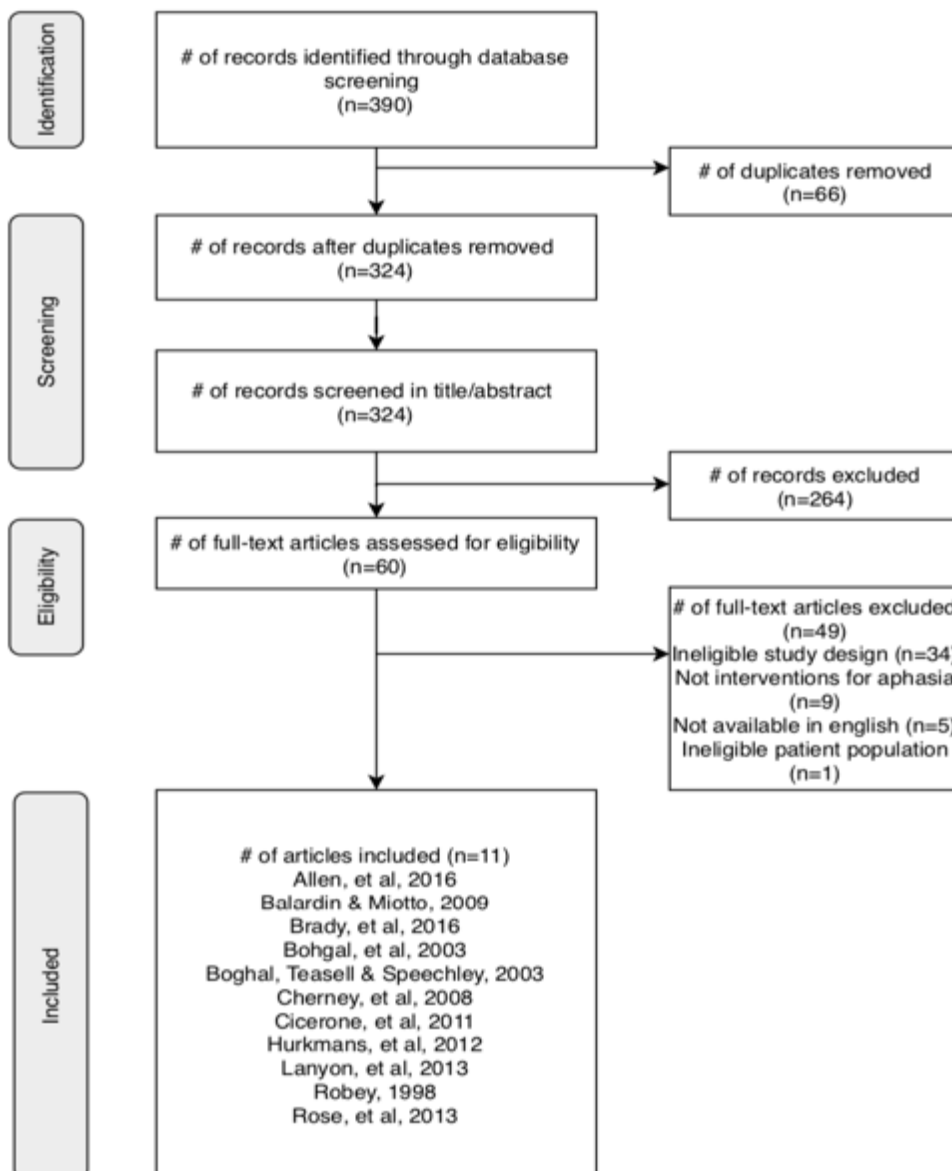 Identification
# of records identified through database
screening
(n=390)
# of duplicates removed
(n=66)
Screening
# of records after duplicates removed
(n=324)
# of records screened in title/abstract
(n=324)
# of records excluded
(n=264)
Eligibility
# of full-text articles assessed for eligibility
(n=60)
# of full-text articles excluded
(n=49)
Ineligible study design (n=34)
Not interventions for aphasia
(n=9)
Not available in english (n=5)
Ineligible patient population
(n=1)
Included
# of articles included (n=11)
Allen, et al, 2016
Balardin & Miotto, 2009
Brady, et al, 2016
Bohgal, et al, 2003
Boghal, Teasell & Speechley, 2003
Cherney, et al, 2008
Cicerone, et al, 2011
Hurkmans, et al, 2012
Lanyon, et al, 2013
Robey, 1998
Rose, et al, 2013